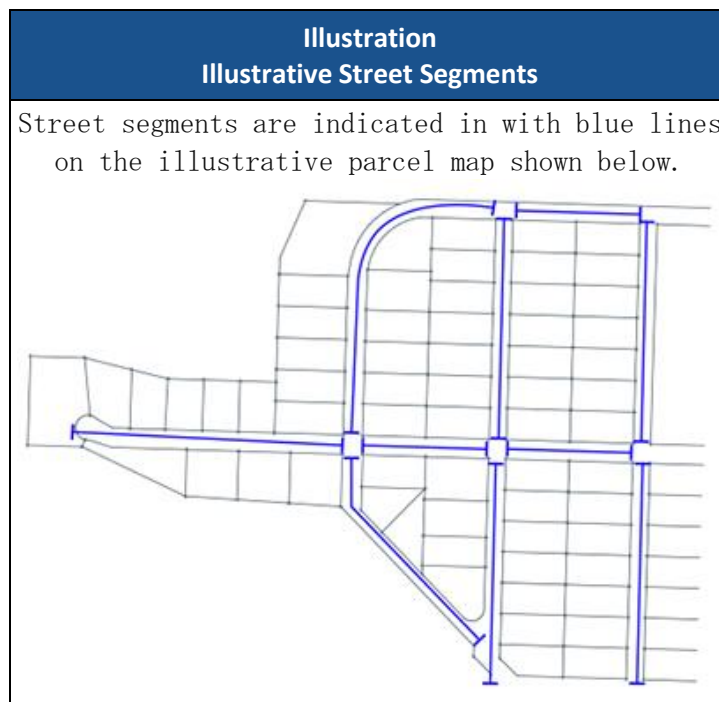 Illustration
Illustrative Street Segments
Street segments are indicated in with blue lines
on the illustrative parcel map shown below.